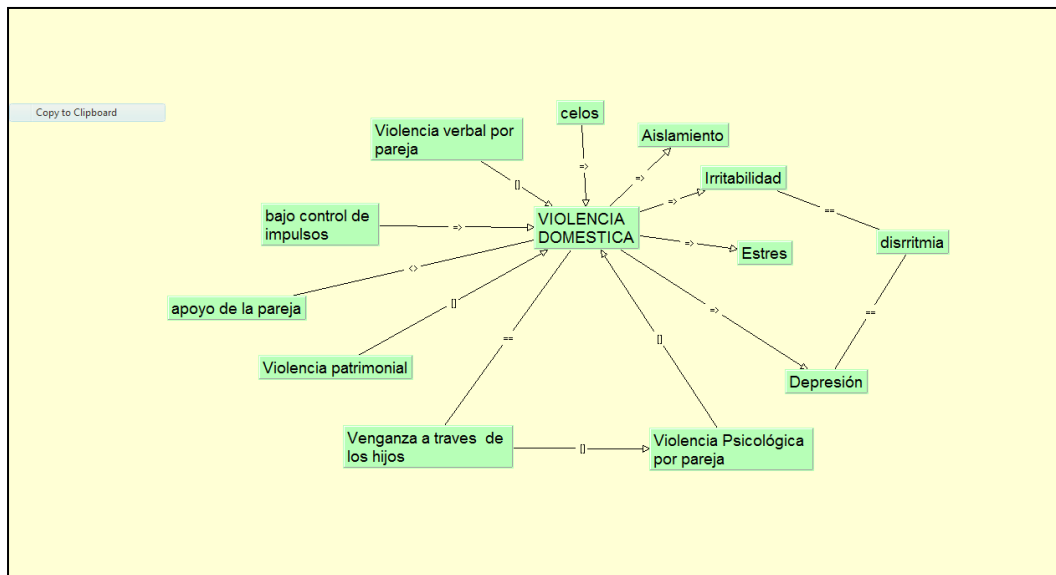 Copy to Clipboard
celos
Violencia verbal por
pareja
Aislamiento
=>
=>
[]
Irritabilidad
=>
==
bajo control de
impulsos
=>
VIOLENCIA
DOMESTICA
disrritmia
=>
Estres
<>
apoyo de la pareja
[]
=>
==
==
[]
Violencia patrimonial
Depresión
Venganza a traves  de
los hijos
[]
Violencia Psicológica
por pareja